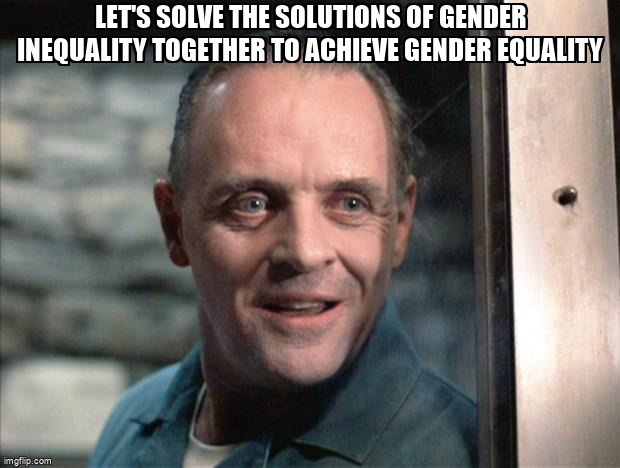 LET'S SOLVE THE SOLUTIONS OF GENDER
INEQUALITY TOGETHER TO ACHIEVE GENDER EQUALITY
imgflip.com